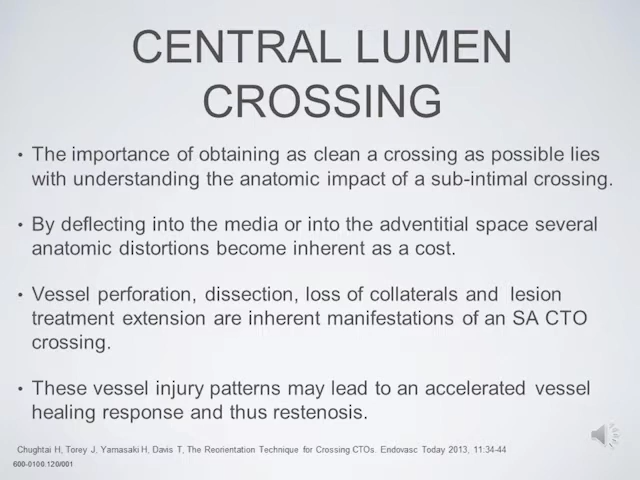 CENTRAL LUMEN
CROSSING
• The importance of obtaining as clean a crossing as possible lies
with understanding the anatomic impact of a sub-intimal crossing.
• By deflecting into the media or into the adventitial space several
anatomic distortions become inherent as a cost.
• Vessel perforation, dissection, loss of collaterals and lesion
treatment extension are inherent manifestations of an SA CTO
crossing.
• These vessel injury patterns may lead to an accelerated vessel
healing response and thus restenosis.
Chughtai H, Torey J, Yamasaki H, Davis T, The Reorientation Technique for Crossing CTOs. Endovasc Today 2013, 11:34-44
600-0100.120/001